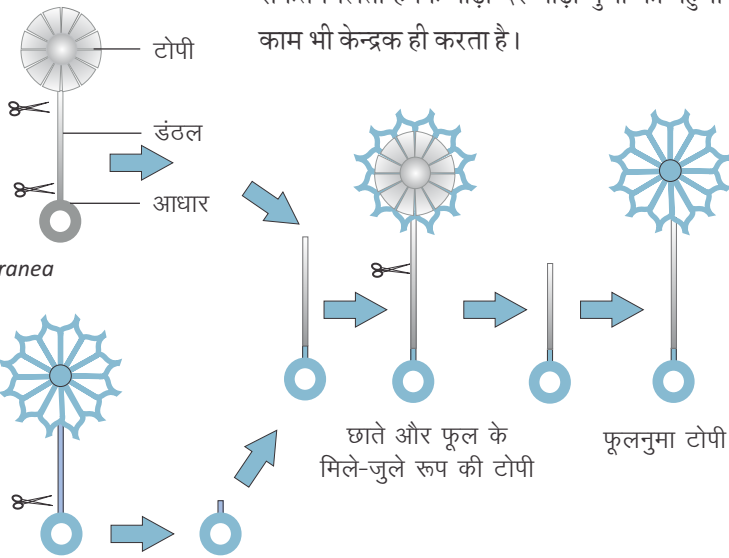 काम भी केन्द्रक ही करता है।
टोपी
डंठल
आधार
ranea
छाते और फूल के
मिले-जुले रूप की टोपी
फूलनुमा टोपी